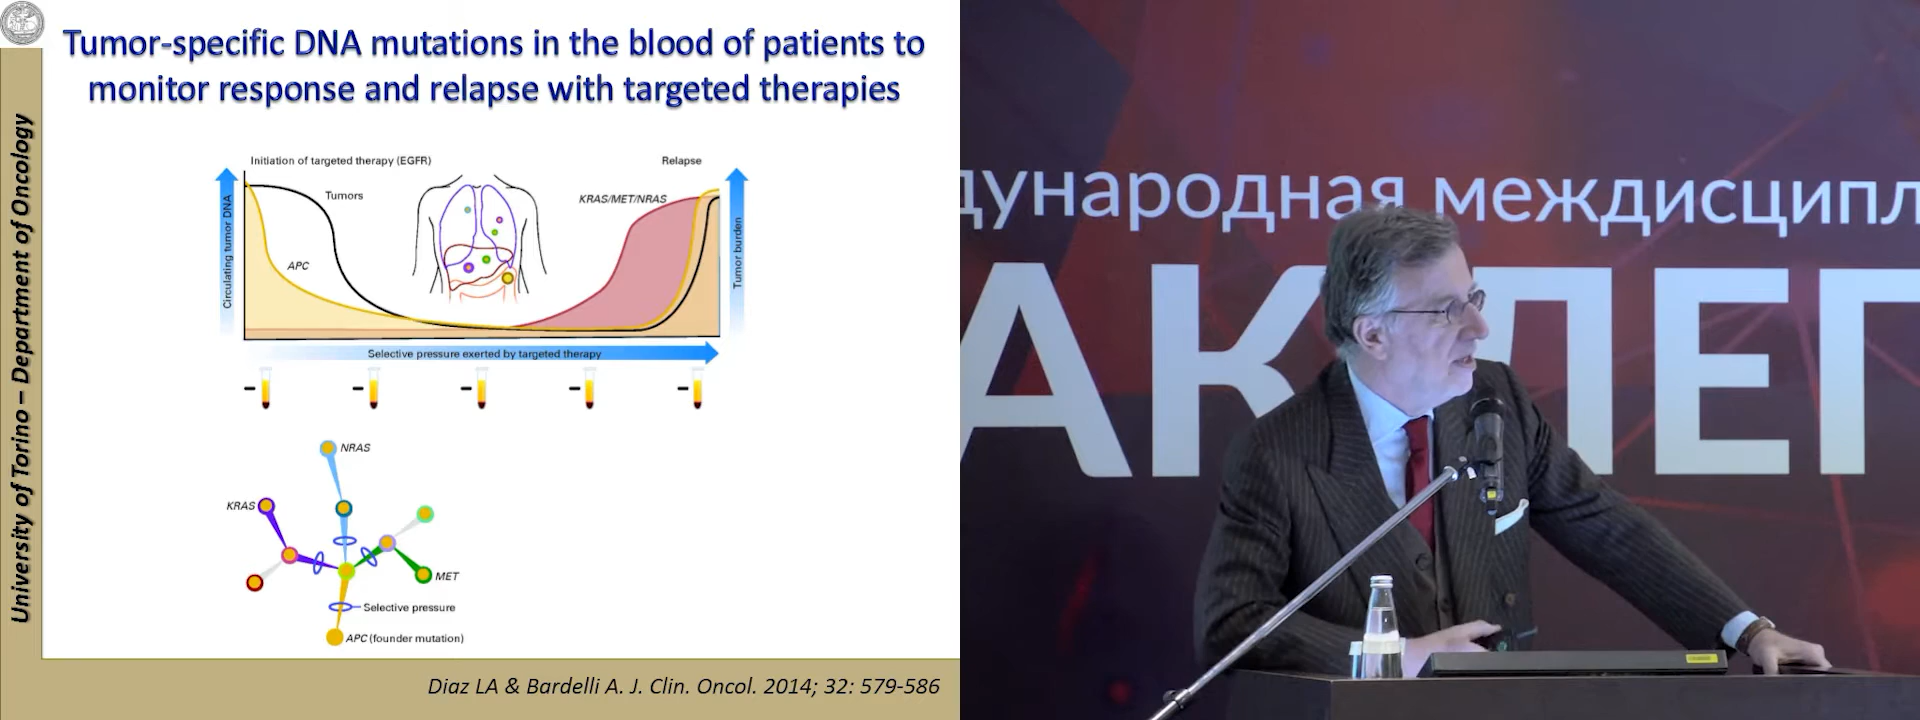 Tumor-specific DNA mutations in the blood of patients to
monitor response and relapse with targeted therapies
University of Torino – Department of Oncology
Initiation of targeted therapy (EGFR)
Relapse
Tumors
KRAS/MET/NRAS
APC
Circulating tumor DNA
Tumor burden
Selective pressure exerted by targeted therapy
NRAS
KRAS
MET
Selective pressure
APC (founder mutation)
Diaz LA & Bardelli A. J. Clin. Oncol. 2014; 32: 579-586
дународная междисципл